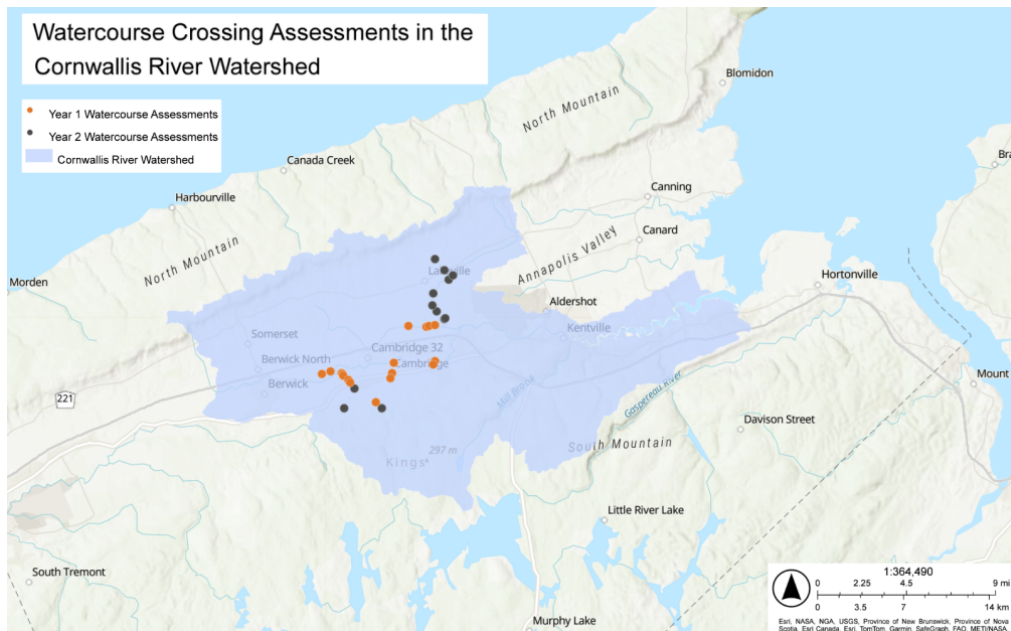 Watercourse Crossing Assessments in the
Cornwallis River Watershed
Year 1 Watercourse Assessments
Year 2 Watercourse Assessments
Cornwallis River Watershed
Blomidon
North Mountain
Canada Creek
Canning
Harbourville
Canard
North Mountain
Annapolis Valley
Morden
Hortonville
Aldershot
Kentville
Somerset
Cambridge 32
Berwick North
Cambridge
Berwick
Mill Brook
Gaspereau River
Mount
221
Davison Street
South Mountain
297 m
Kings
Little River Lake
South Tremont
Murphy Lake
1:364,490
0 2.25 4.5 9 mi
0 3.5 7 14 km
Esri, NASA, NGA, USGS, Province of New Brunswick, Province of Nova
Scotia, Esri Canada, Esri, TomTom, Garmin, SafeGraph, FAO, METI/NASA,